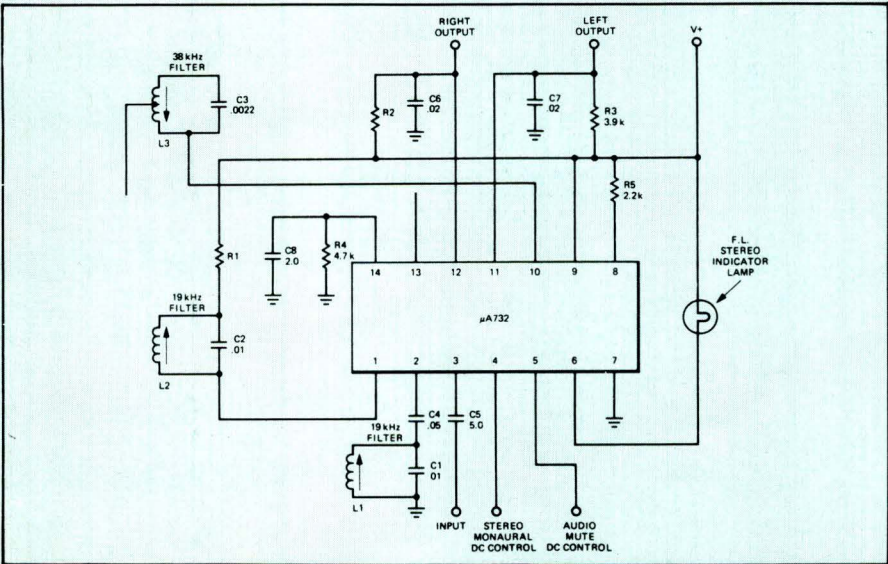 RIGHT
OUTPUT
LEFT
OUTPUT
V+
38 kHz
FILTER
C3
.0022
L3
R2
C6
.02
C7
.02
R3
3.9 k
R5
2.2k
R1
C8
2.0
R4
4.7 k
F.L.
STEREO
INDICATOR
LAMP
14
13
12
11
10
9
8
μA732
19 kHz
FILTER
C2
.01
L2
1
2
3
4
5
6
7
C4
.05
C5
5.0
19 kHz
FILTER
C1
.01
L1
INPUT
STEREO
MONAURAL
DC CONTROL
AUDIO
MUTE
DC CONTROL